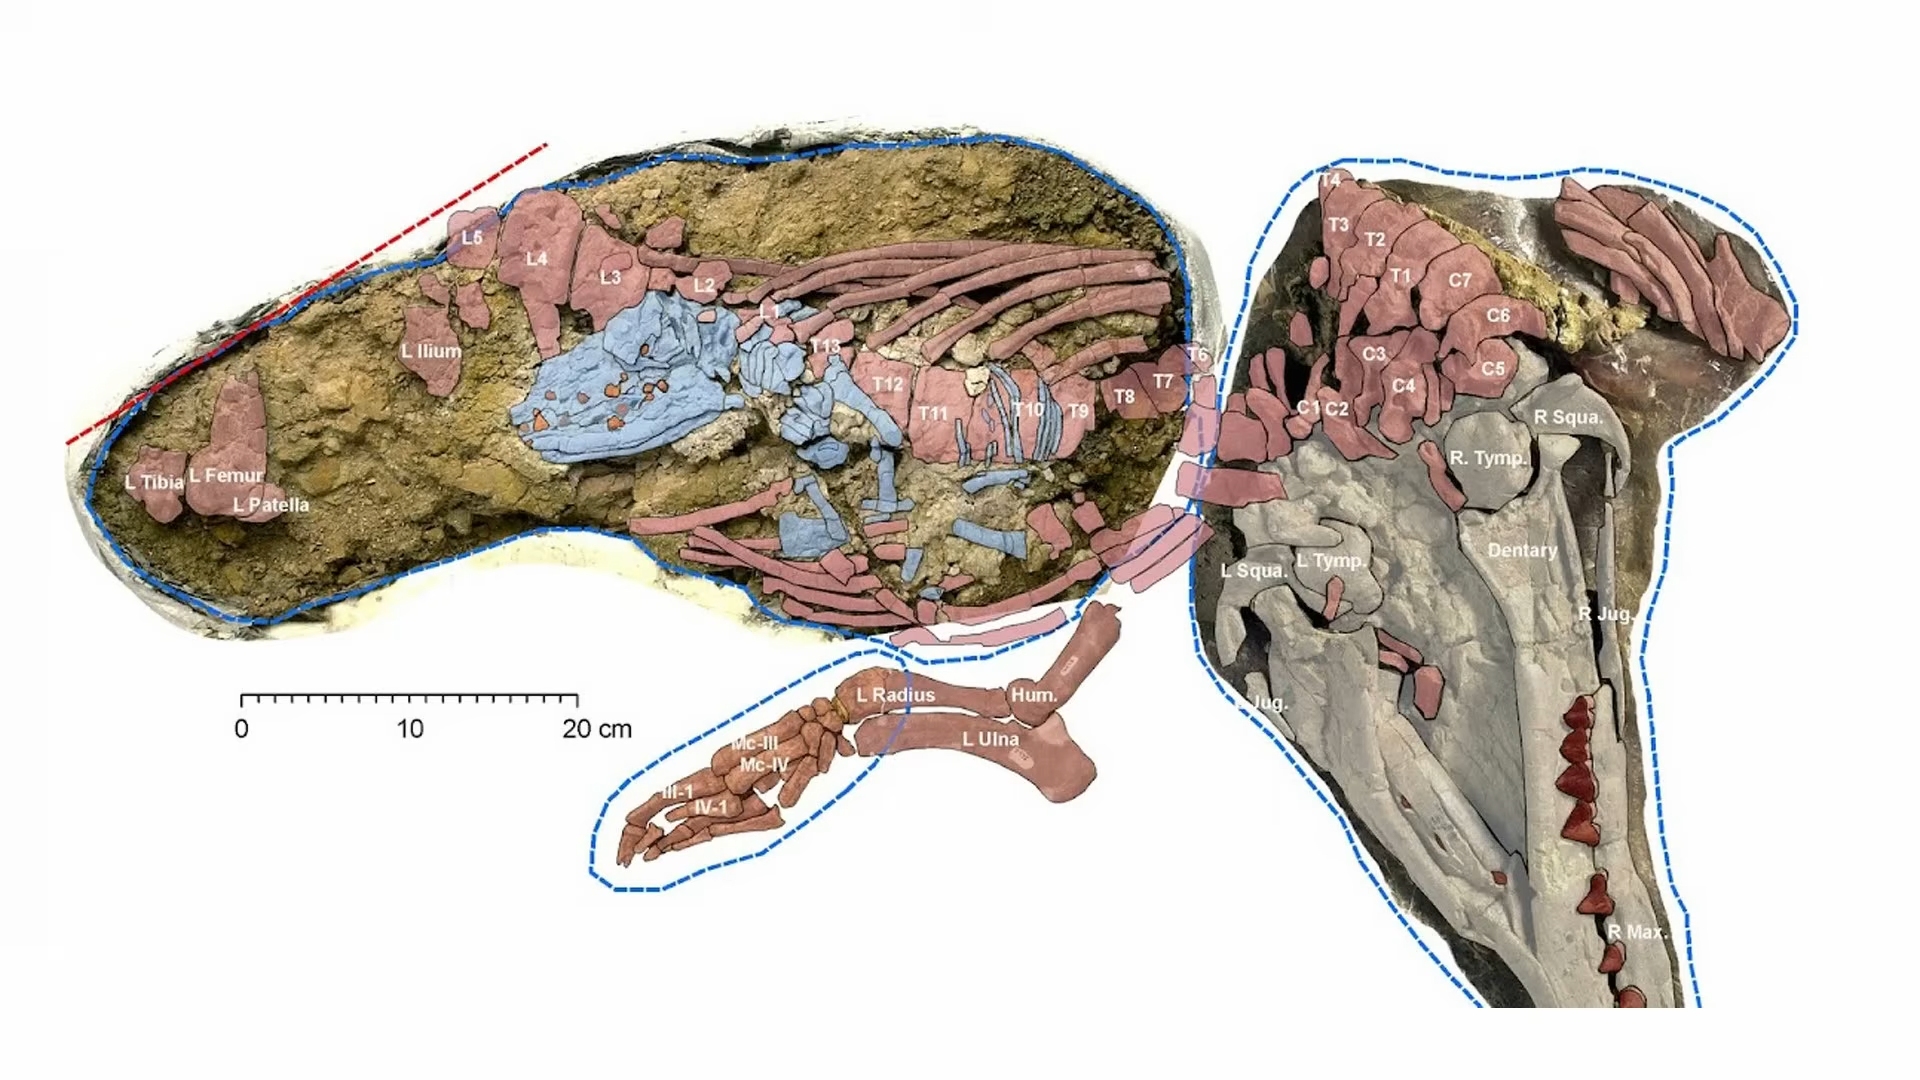 T4
T3
T2
T1
C7
C6
C5
C3
C4
C1
C2
L5
L4
L3
L2
L1
T13
T12
T11
T10
T9
T8
T7
T6
L Ilium
L Tibia
L Femur
L Patella
R Squa.
R. Tymp.
Dentary
L Squa.
L Tymp.
R Jug.
Jug.
R Max.
L Radius
Hum.
L Ulna
Mc-III
Mc-IV
III-1
IV-1
0
10
20 cm